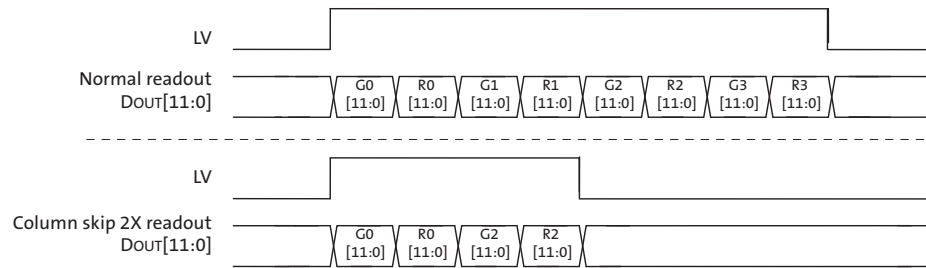 LV
Normal readout
DOUT[11:0]
G0 R0 G1 R1 G2 R2 G3 R3
[11:0] [11:0] [11:0] [11:0] [11:0] [11:0] [11:0] [11:0]
LV
Column skip 2X readout
DOUT[11:0]
G0 R0 G2 R2
[11:0] [11:0] [11:0] [11:0]